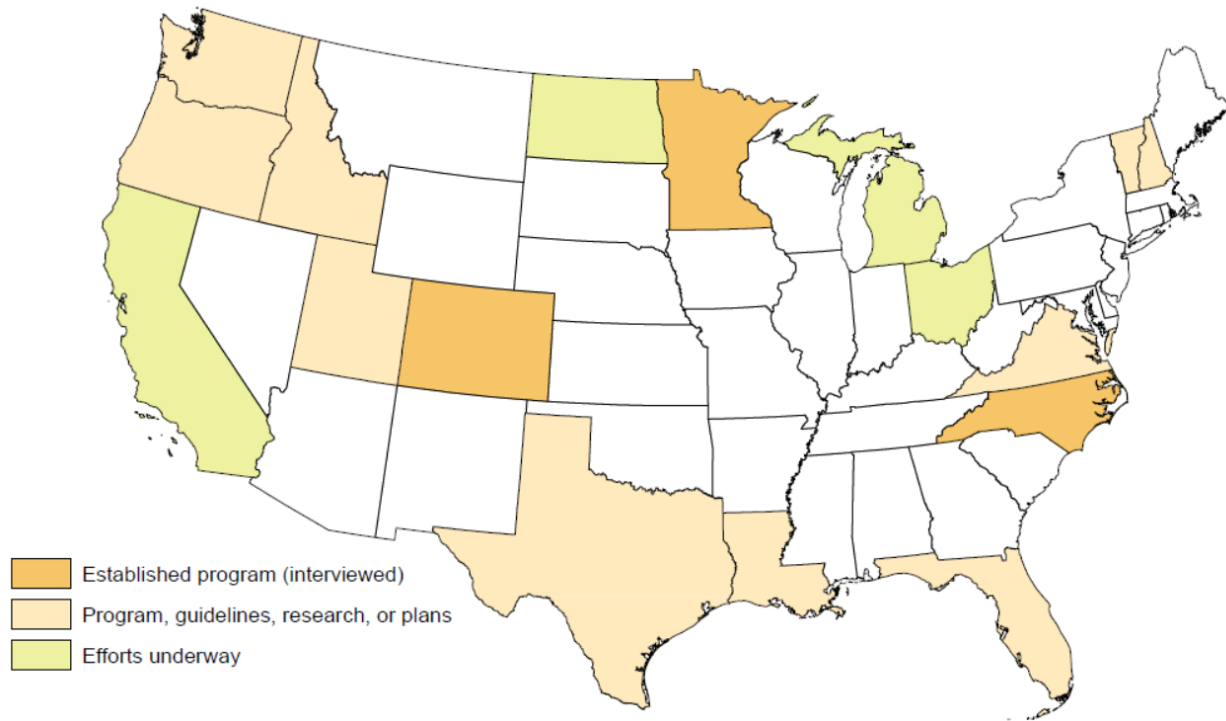 Established program (interviewed)
Program, guidelines, research, or plans
Efforts underway